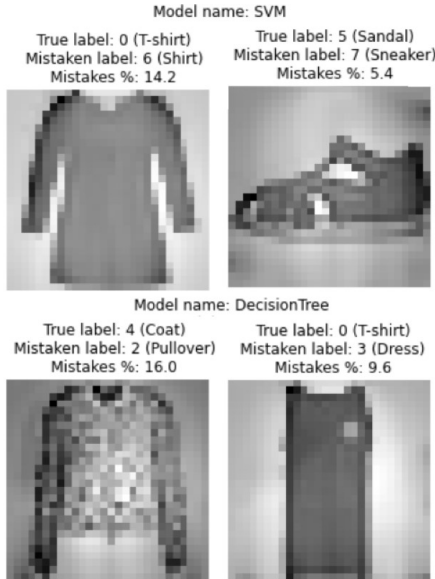 Model name: SVM
True label: 0 (T-shirt)
Mistaken label: 6 (Shirt)
Mistakes %: 14.2
True label: 5 (Sandal)
Mistaken label: 7 (Sneaker)
Mistakes %: 5.4
Model name: DecisionTree
True label: 4 (Coat)
Mistaken label: 2 (Pullover)
Mistakes %: 16.0
True label: 0 (T-shirt)
Mistaken label: 3 (Dress)
Mistakes %: 9.6